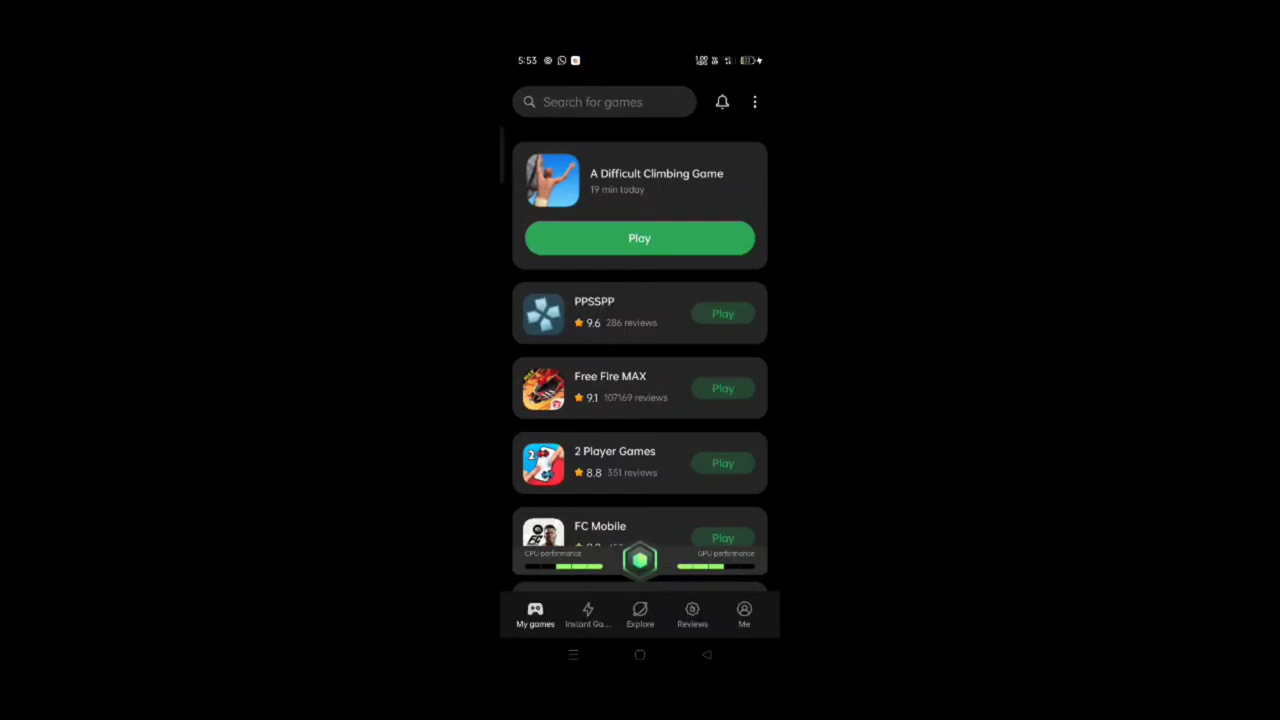 5:53
Search for games
A Difficult Climbing Game
19 min today
Play
PPSSPP
9.6 286 reviews
Play
Free Fire MAX
9.1 107169 reviews
Play
2 Player Games
8.8 351 reviews
Play
FC Mobile
Play
CPU performance
GPU performance
My games
Instant Ga...
Explore
Reviews
Me